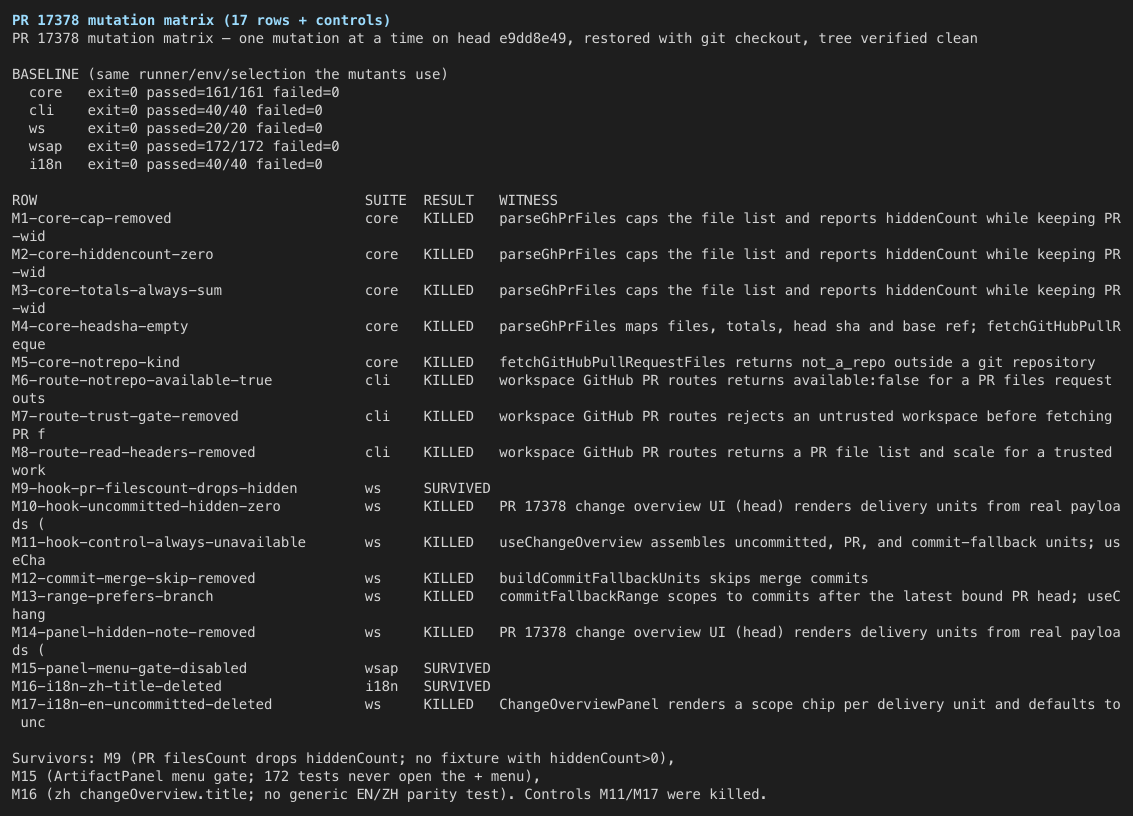 PR 17378 mutation matrix (17 rows + controls)
PR 17378 mutation matrix — one mutation at a time on head e9dd8e49, restored with git checkout, tree verified clean
BASELINE (same runner/env/selection the mutants use)
core exit=0 passed=161/161 failed=0
cli exit=0 passed=40/40 failed=0
ws exit=0 passed=20/20 failed=0
wsap exit=0 passed=172/172 failed=0
i18n exit=0 passed=40/40 failed=0
ROW SUITE RESULT WITNESS
M1-core-cap-removed core KILLED parseGhPrFiles caps the file list and reports hiddenCount while keeping PR
-wid
M2-core-hiddencount-zero core KILLED parseGhPrFiles caps the file list and reports hiddenCount while keeping PR
-wid
M3-core-totals-always-sum core KILLED parseGhPrFiles caps the file list and reports hiddenCount while keeping PR
-wid
M4-core-headsha-empty core KILLED parseGhPrFiles maps files, totals, head sha and base ref; fetchGitHubPullR
eque
M5-core-notrepo-kind core KILLED fetchGitHubPullRequestFiles returns not_a_repo outside a git repository
M6-route-notrepo-available-true cli KILLED workspace GitHub PR routes returns available:false for a PR files request
outs
M7-route-trust-gate-removed cli KILLED workspace GitHub PR routes rejects an untrusted workspace before fetching
PR f
M8-route-read-headers-removed cli KILLED workspace GitHub PR routes returns a PR file list and scale for a trusted
work
M9-hook-pr-filescount-drops-hidden ws SURVIVED
M10-hook-uncommitted-hidden-zero ws KILLED PR 17378 change overview UI (head) renders delivery units from real payloa
ds (
M11-hook-control-always-unavailable ws KILLED useChangeOverview assembles uncommitted, PR, and commit-fallback units; us
eCha
M12-commit-merge-skip-removed ws KILLED buildCommitFallbackUnits skips merge commits
M13-range-prefers-branch ws KILLED commitFallbackRange scopes to commits after the latest bound PR head; useC
hang
M14-panel-hidden-note-removed ws KILLED PR 17378 change overview UI (head) renders delivery units from real payloa
ds (
M15-panel-menu-gate-disabled wsap SURVIVED
M16-i18n-zh-title-deleted i18n SURVIVED
M17-i18n-en-uncommitted-deleted ws KILLED ChangeOverviewPanel renders a scope chip per delivery unit and defaults to
unc
Survivors: M9 (PR filesCount drops hiddenCount; no fixture with hiddenCount>0),
M15 (ArtifactPanel menu gate; 172 tests never open the + menu),
M16 (zh changeOverview.title; no generic EN/ZH parity test). Controls M11/M17 were killed.